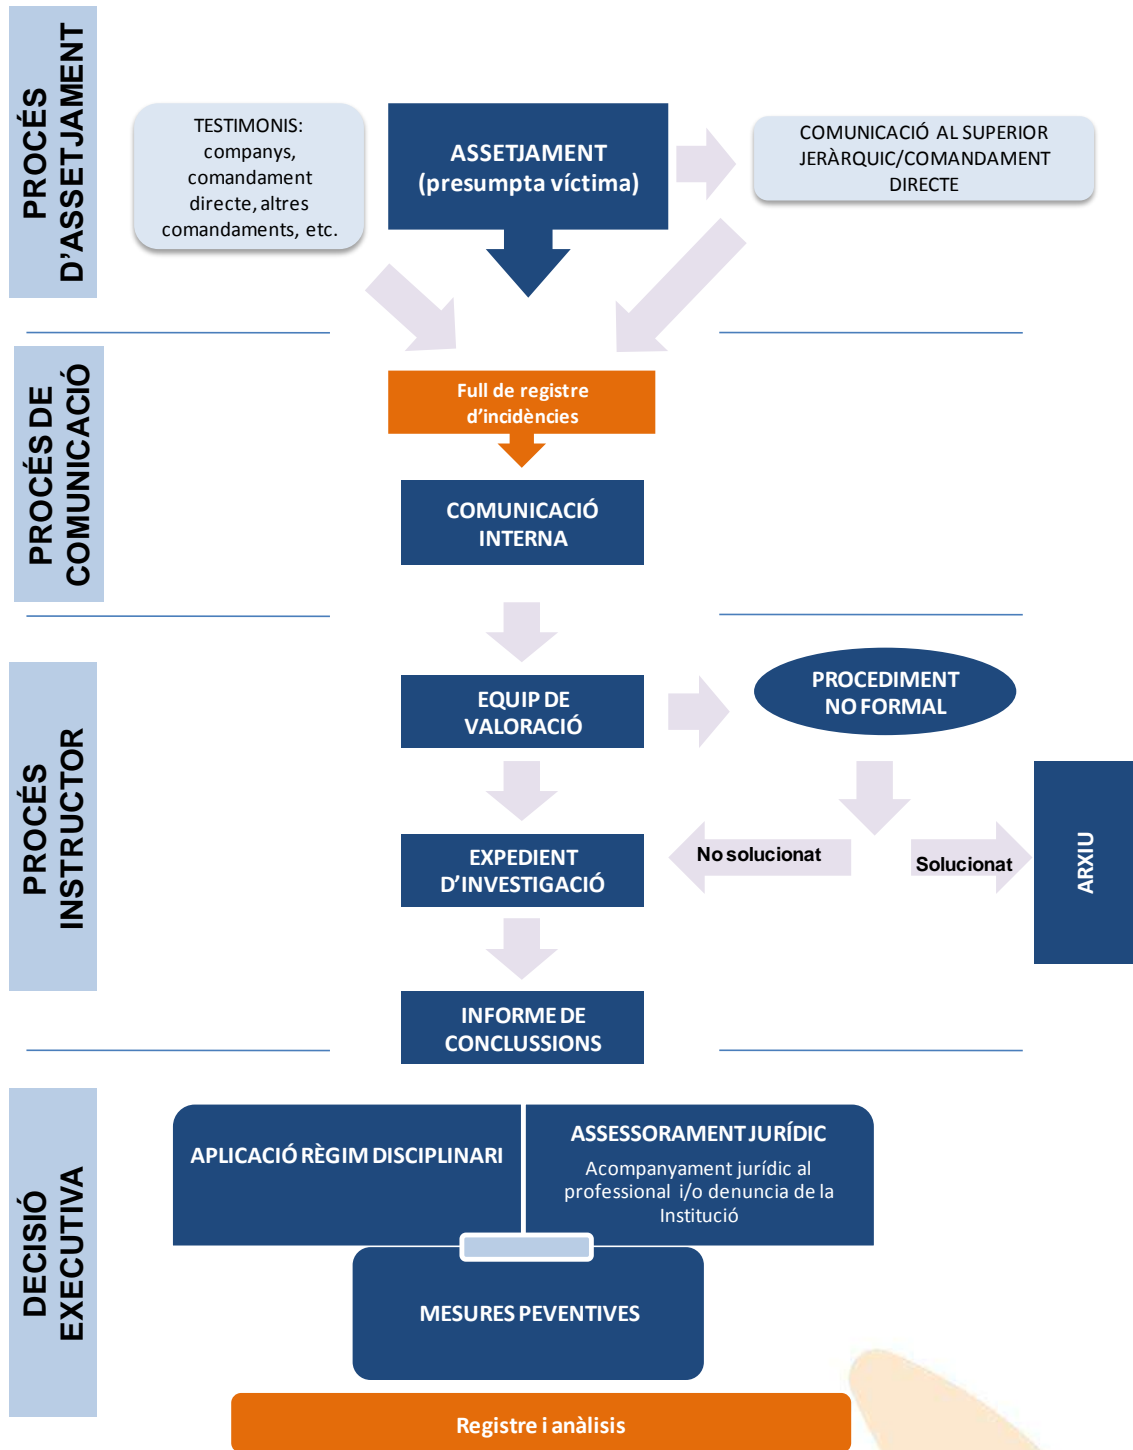 PROCÉS
D'ASSETJAMENT
TESTIMONIS:
companys,
comandament
directe, altres
comandaments, etc.
ASSETJAMENT
(presumpta víctima)
COMUNICACIÓ AL SUPERIOR
JERÀRQUIC/COMANDAMENT
DIRECTE
PROCÉS DE
COMUNICACIÓ
Full de registre
d'incidències
COMUNICACIÓ
INTERNA
PROCÉS
INSTRUCTOR
EQUIP DE
VALORACIÓ
PROCEDIMENT
NO FORMAL
EXPEDIENT
D'INVESTIGACIÓ
No solucionat
Solucionat
ARXIU
INFORME DE
CONCLUSSIONS
DECISIÓ
EXECUTIVA
APLICACIÓ RÈGIM DISCIPLINARI
ASSESSORAMENT JURÍDIC
Acompanyament jurídic al
professional i/o denuncia de la
Institució
MESURES PEVENTIVES
Registre i anàlisis